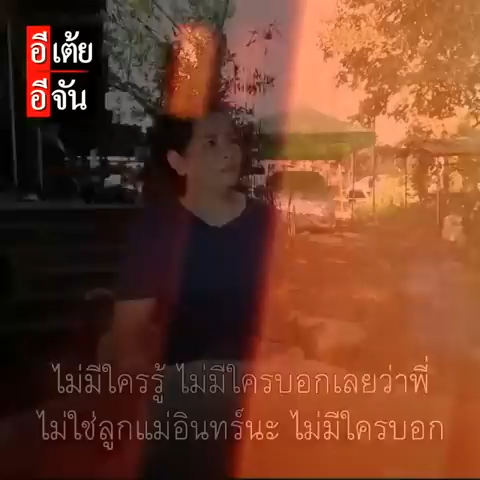 อีเต้ย
อีจัน
ไม่มีใครรู้ ไม่มีใครบอกเลยว่าพี่
ไม่ใช่ลูกแม่อินทร์นะ ไม่มีใครบอก